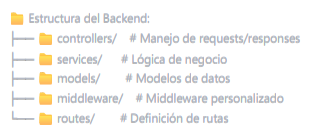 📁 Estructura del Backend:
├── 📁 controllers/ # Manejo de requests/responses
├── 📁 services/ # Lógica de negocio
├── 📁 models/ # Modelos de datos
├── 📁 middleware/ # Middleware personalizado
└── 📁 routes/ # Definición de rutas